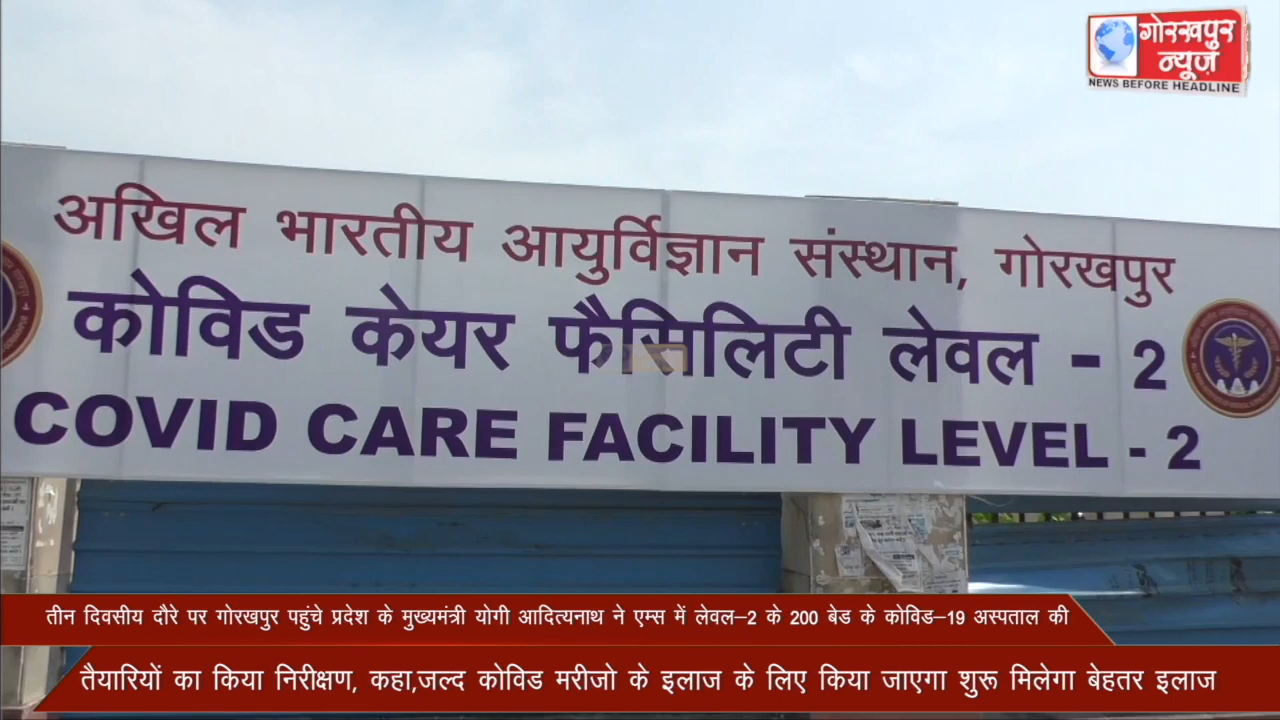 गोरखपुर
न्यूज़
NEWS BEFORE HEADLINE
अखिल भारतीय आयुर्विज्ञान संस्थान, गोरखपुर
कोविड केयर फैसिलिटी लेवल - 2
COVID CARE FACILITY LEVEL - 2
तीन दिवसीय दौरे पर गोरखपुर पहुंचे प्रदेश के मुख्यमंत्री योगी आदित्यनाथ ने एम्स में लेवल–2 के 200 बेड के कोविड–19 अस्पताल की
तैयारियों का किया निरीक्षण, कहा,जल्द कोविड मरीजो के इलाज के लिए किया जाएगा शुरू मिलेगा बेहतर इलाज